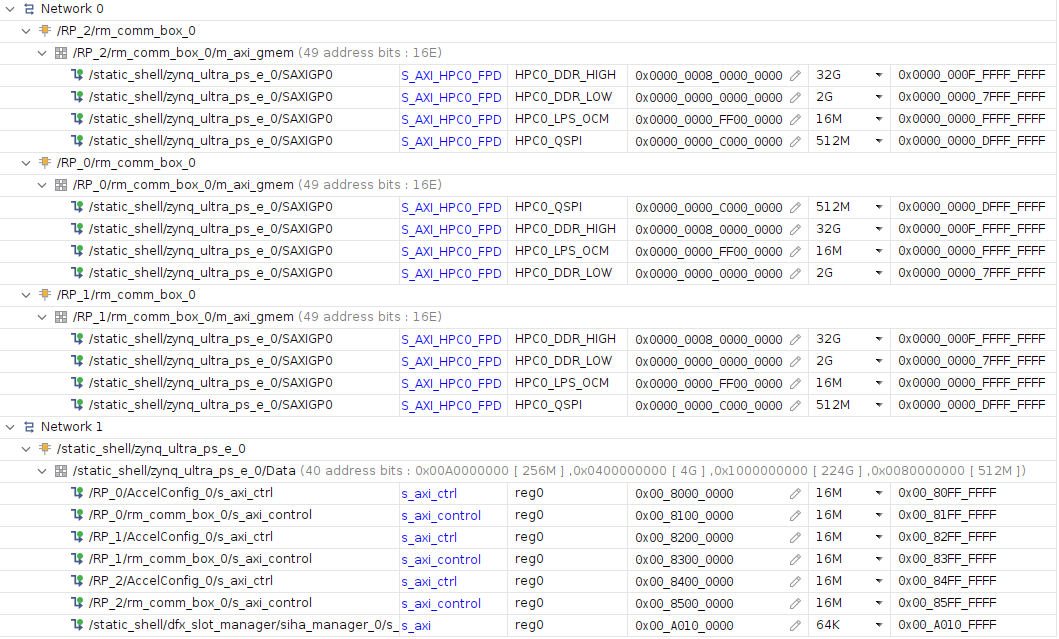 Network 0
/RP_2/rm_comm_box_0
/RP_2/rm_comm_box_0/m_axi_gmem (49 address bits : 16E)
/static_shell/zynq_ultra_ps_e_0/SAXIGP0 S_AXI_HPC0_FPD HPC0_DDR_HIGH 0x0000_0008_0000_0000 32G 0x0000_000F_FFFF_FFFF
/static_shell/zynq_ultra_ps_e_0/SAXIGP0 S_AXI_HPC0_FPD HPC0_DDR_LOW 0x0000_0000_0000_0000 2G 0x0000_0000_7FFF_FFFF
/static_shell/zynq_ultra_ps_e_0/SAXIGP0 S_AXI_HPC0_FPD HPC0_LPS_OCM 0x0000_0000_FF00_0000 16M 0x0000_0000_FFFF_FFFF
/static_shell/zynq_ultra_ps_e_0/SAXIGP0 S_AXI_HPC0_FPD HPC0_QSPI 0x0000_0000_C000_0000 512M 0x0000_0000_DFFF_FFFF
/RP_0/rm_comm_box_0
/RP_0/rm_comm_box_0/m_axi_gmem (49 address bits : 16E)
/static_shell/zynq_ultra_ps_e_0/SAXIGP0 S_AXI_HPC0_FPD HPC0_QSPI 0x0000_0000_C000_0000 512M 0x0000_0000_DFFF_FFFF
/static_shell/zynq_ultra_ps_e_0/SAXIGP0 S_AXI_HPC0_FPD HPC0_DDR_HIGH 0x0000_0008_0000_0000 32G 0x0000_000F_FFFF_FFFF
/static_shell/zynq_ultra_ps_e_0/SAXIGP0 S_AXI_HPC0_FPD HPC0_LPS_OCM 0x0000_0000_FF00_0000 16M 0x0000_0000_FFFF_FFFF
/static_shell/zynq_ultra_ps_e_0/SAXIGP0 S_AXI_HPC0_FPD HPC0_DDR_LOW 0x0000_0000_0000_0000 2G 0x0000_0000_7FFF_FFFF
/RP_1/rm_comm_box_0
/RP_1/rm_comm_box_0/m_axi_gmem (49 address bits : 16E)
/static_shell/zynq_ultra_ps_e_0/SAXIGP0 S_AXI_HPC0_FPD HPC0_DDR_HIGH 0x0000_0008_0000_0000 32G 0x0000_000F_FFFF_FFFF
/static_shell/zynq_ultra_ps_e_0/SAXIGP0 S_AXI_HPC0_FPD HPC0_DDR_LOW 0x0000_0000_0000_0000 2G 0x0000_0000_7FFF_FFFF
/static_shell/zynq_ultra_ps_e_0/SAXIGP0 S_AXI_HPC0_FPD HPC0_LPS_OCM 0x0000_0000_FF00_0000 16M 0x0000_0000_FFFF_FFFF
/static_shell/zynq_ultra_ps_e_0/SAXIGP0 S_AXI_HPC0_FPD HPC0_QSPI 0x0000_0000_C000_0000 512M 0x0000_0000_DFFF_FFFF
Network 1
/static_shell/zynq_ultra_ps_e_0
/static_shell/zynq_ultra_ps_e_0/Data (40 address bits : 0x00A0000000 [ 256M ] ,0x0400000000 [ 4G ] ,0x1000000000 [ 224G ] ,0x0080000000 [ 512M ])
/RP_0/AccelConfig_0/s_axi_ctrl s_axi_ctrl reg0 0x00_8000_0000 16M 0x00_80FF_FFFF
/RP_0/rm_comm_box_0/s_axi_control s_axi_control reg0 0x00_8100_0000 16M 0x00_81FF_FFFF
/RP_1/AccelConfig_0/s_axi_ctrl s_axi_ctrl reg0 0x00_8200_0000 16M 0x00_82FF_FFFF
/RP_1/rm_comm_box_0/s_axi_control s_axi_control reg0 0x00_8300_0000 16M 0x00_83FF_FFFF
/RP_2/AccelConfig_0/s_axi_ctrl s_axi_ctrl reg0 0x00_8400_0000 16M 0x00_84FF_FFFF
/RP_2/rm_comm_box_0/s_axi_control s_axi_control reg0 0x00_8500_0000 16M 0x00_85FF_FFFF
/static_shell/dfx_slot_manager/siha_manager_0/s_ s_axi reg0 0x00_A010_0000 64K 0x00_A010_FFFF